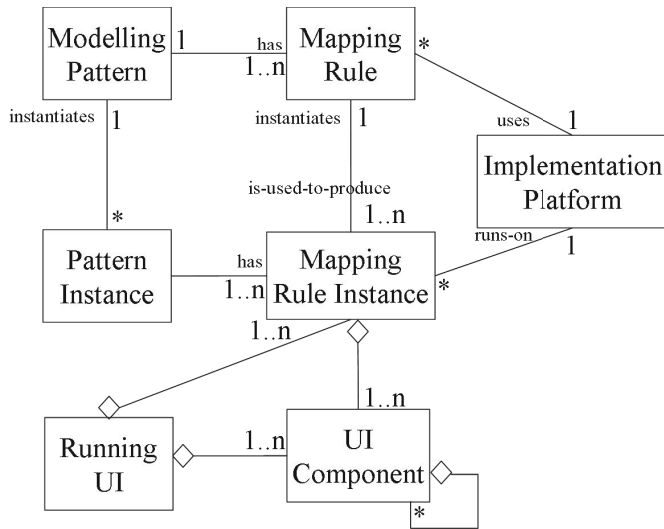 Modelling
Pattern
1
has
1..n
Mapping
Rule
*
instantiates
1
instantiates
1
uses
1
Implementation
Platform
is-used-to-produce
*
1..n
runs-on
1
Pattern
Instance
has
1..n
Mapping
Rule Instance
*
1..n
1..n
Running
UI
1..n
UI
Component
*